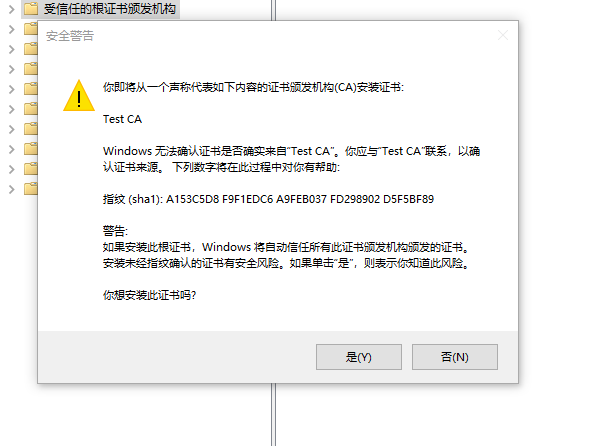 受信任的根证书颁发机构
安全警告
你即将从一个声称代表如下内容的证书颁发机构(CA)安装证书:
Test CA
Windows 无法确认证书是否确实来自“Test CA”。你应与“Test CA”联系，以确
认证书来源。 下列数字将在此过程中对你有帮助:
指纹 (sha1): A153C5D8 F9F1EDC6 A9FEB037 FD298902 D5F5BF89
警告:
如果安装此根证书，Windows 将自动信任所有此证书颁发机构颁发的证书。
安装未经指纹确认的证书有安全风险。如果单击“是”，则表示你知道此风险。
你想安装此证书吗?
是(Y)
否(N)